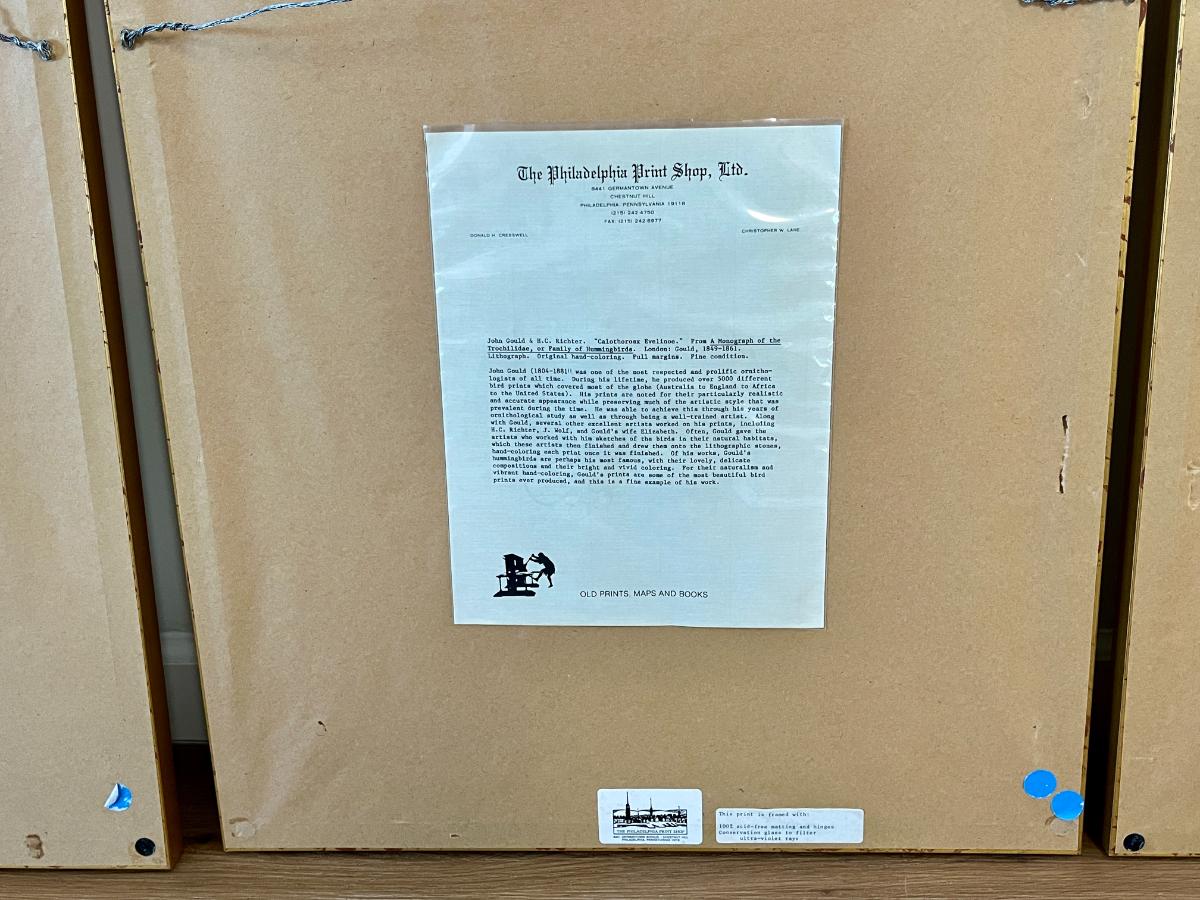 The Philadelphia Print Shop, Ltd.
8441 GERMANTOWN AVENUE
CHESTNUT HILL
PHILADELPHIA, PENNSYLVANIA 19118
(215) 242-4750
FAX: (215) 242-6977
DONALD H. CRESSWELL
CHRISTOPHER W. LANE
John Gould & H.C. Richter. "Calothorax Evelinoe." From A Monograph of the
Trochilidae, or Family of Hummingbirds. London: Gould, 1849-1861.
Lithograph. Original hand-coloring. Full margins. Fine condition.
John Gould (1804-1881) was one of the most respected and prolific ornitho-
logists of all time. During his lifetime, he produced over 5000 different
bird prints which covered most of the globe (Australia to England to Africa
to the United States). His prints are noted for their particularly realistic
and accurate appearance while preserving much of the artistic style that was
prevalent during the time. He was able to achieve this through his years of
ornithological study as well as through being a well-trained artist. Along
with Gould, several other excellent artists worked on his prints, including
H.C. Richter, J. Wolf, and Gould's wife Elizabeth. Often, Gould gave the
artists who worked with him sketches of the birds in their natural habitats,
which these artists then finished and drew them onto the lithographic stones,
hand-coloring each print once it was finished. Of his works, Gould's
hummingbirds are perhaps his most famous, with their lovely, delicate
compositions and their bright and vivid coloring. For their naturalism and
vibrant hand-coloring, Gould's prints are some of the most beautiful bird
prints ever produced, and this is a fine example of his work.
OLD PRINTS, MAPS AND BOOKS
THE PHILADELPHIA PRINT SHOP
8441 GERMANTOWN AVENUE · CHESTNUT HILL
PHILADELPHIA, PENNSYLVANIA
This print is framed with:
100% acid-free matting and hinges
Conservation glass to filter
ultra-violet rays